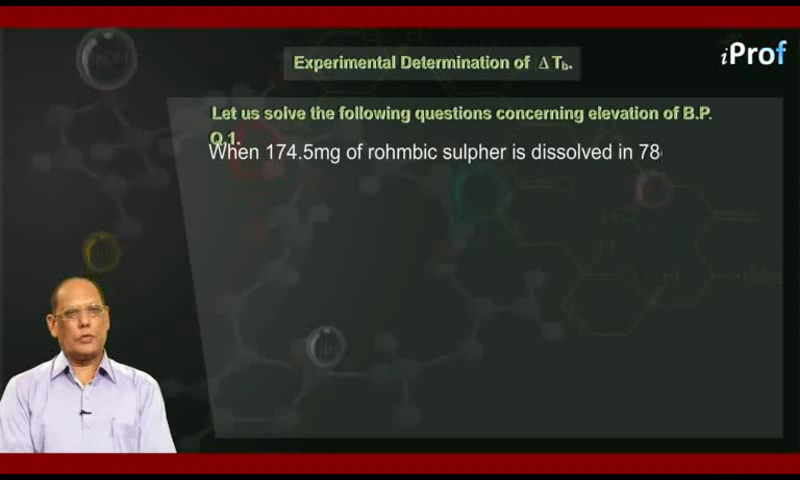 iProf
Experimental Determination of Δ Tb.
Let us solve the following questions concerning elevation of B.P.
Q.1.
When 174.5mg of rohmbic sulpher is dissolved in 78